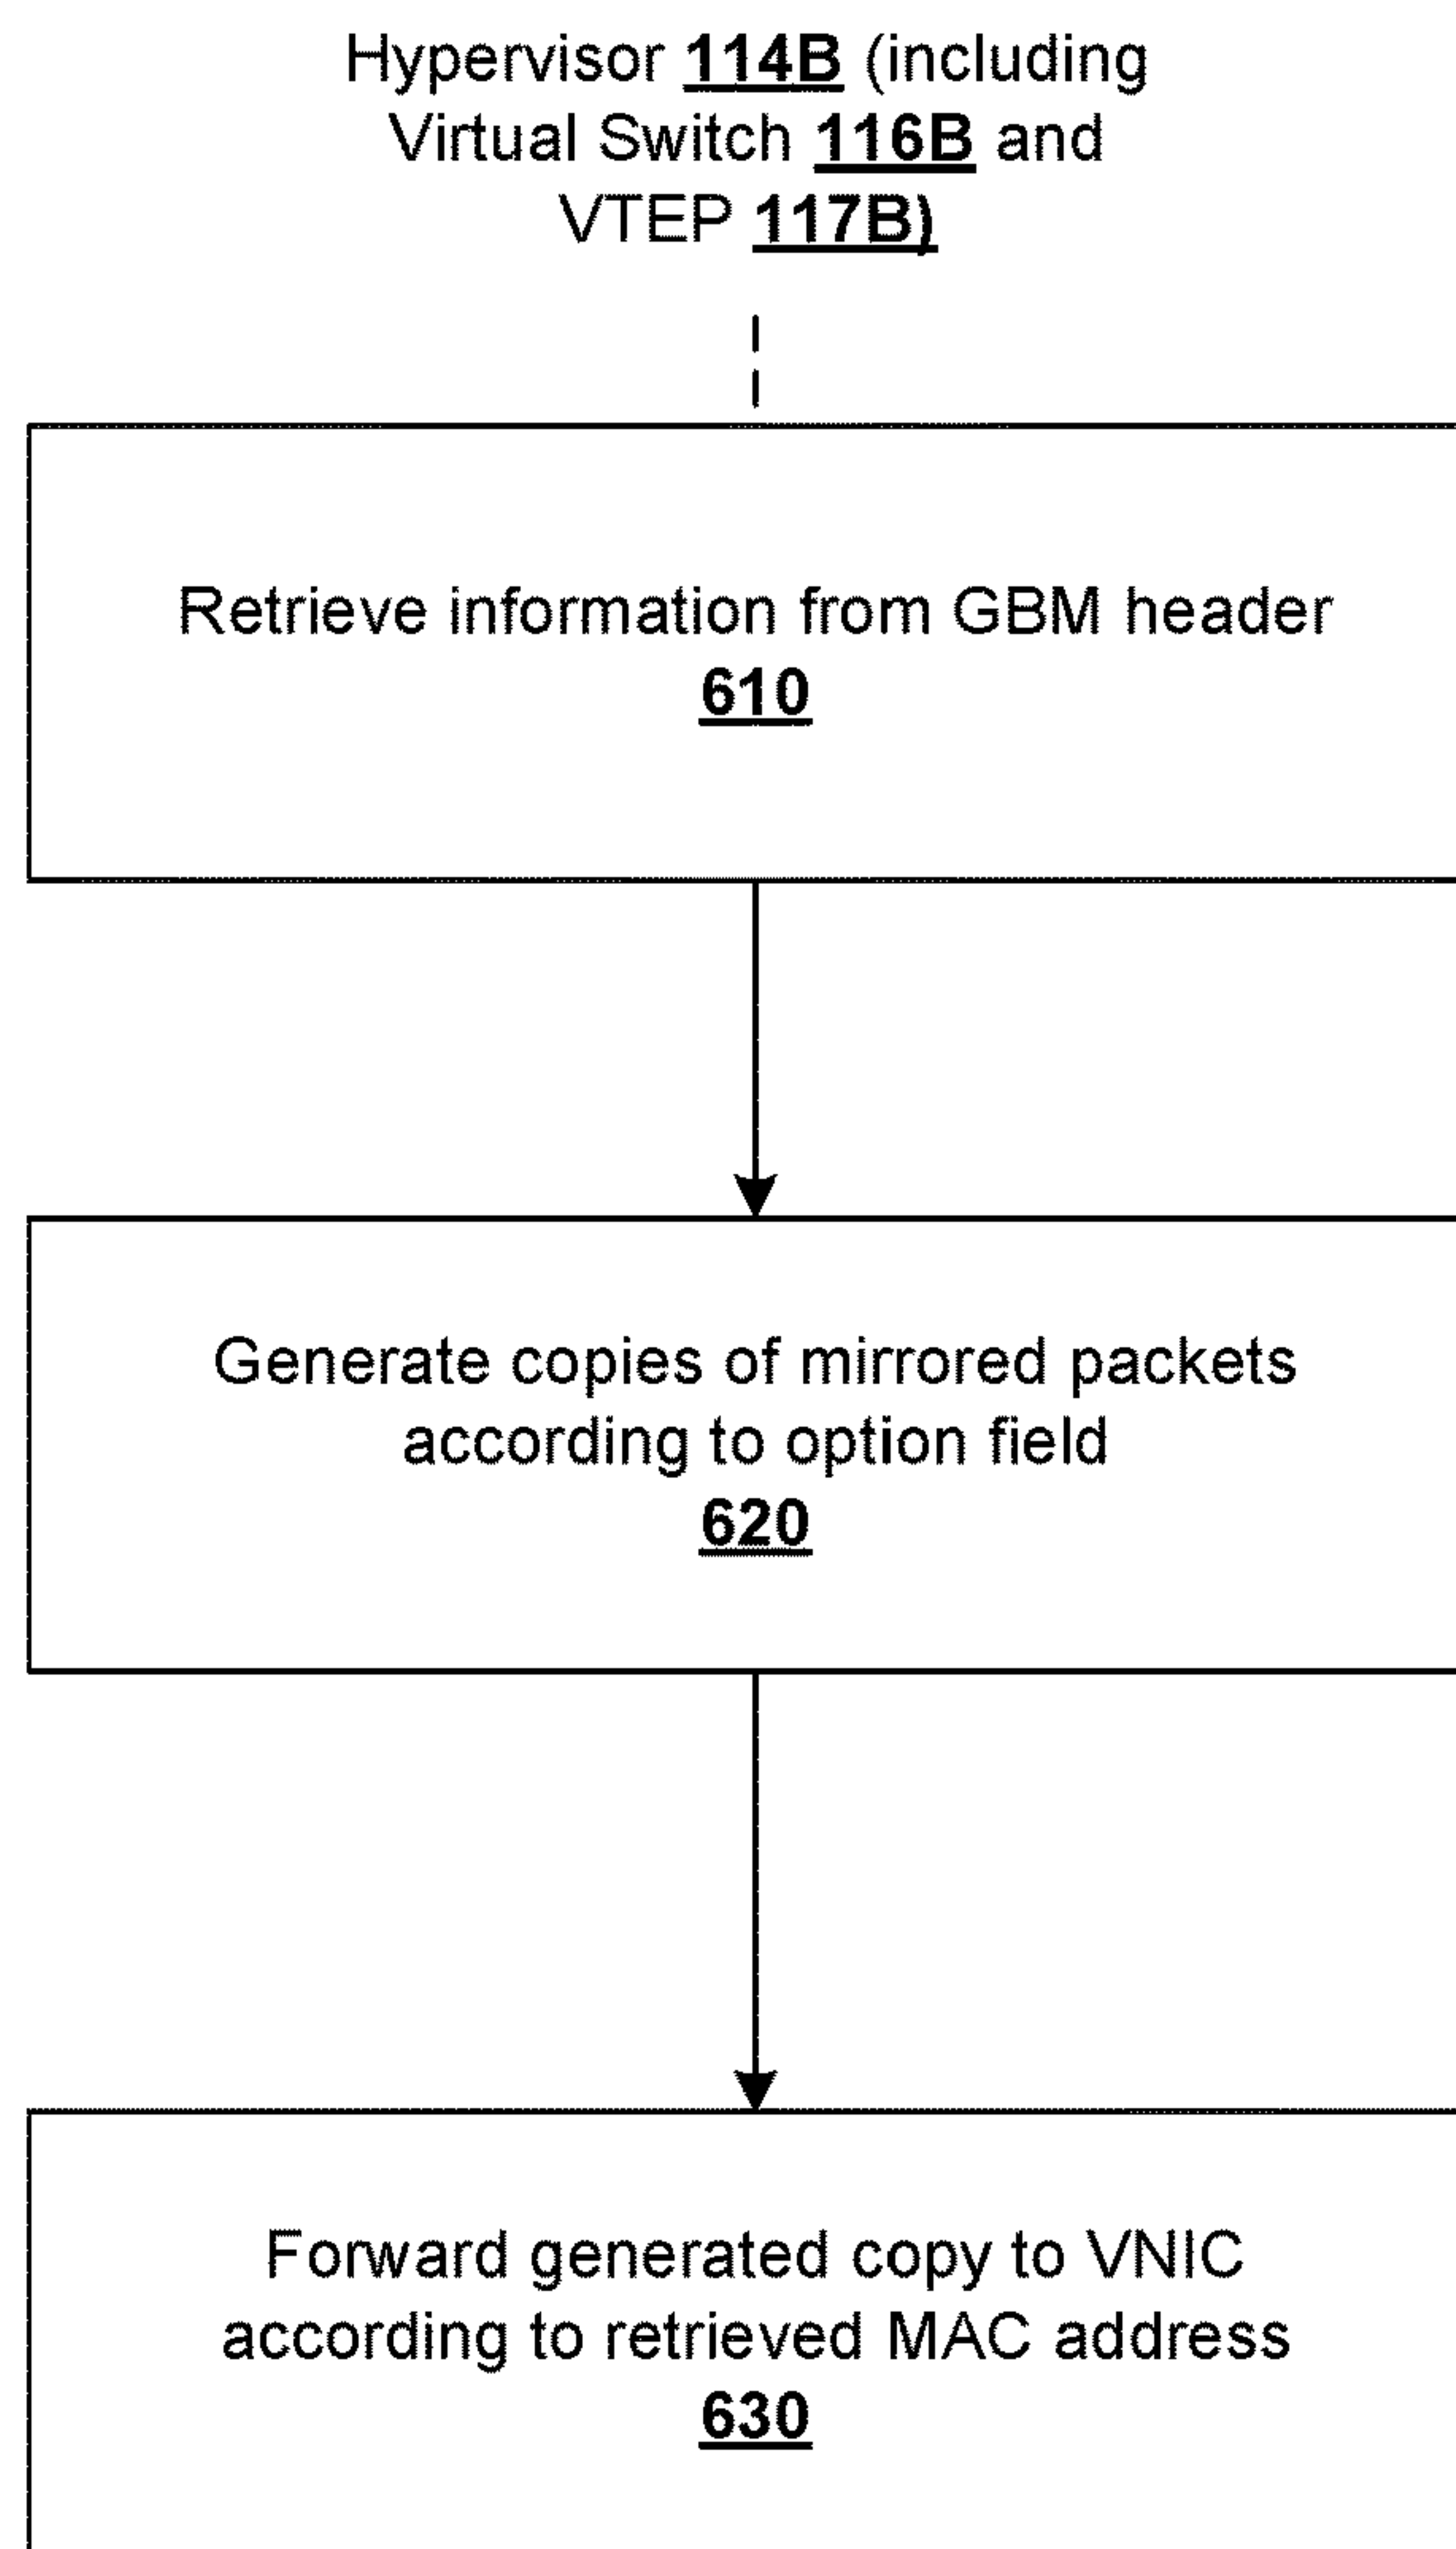 Hypervisor 114B (including
Virtual Switch 116B and
VTEP 117B)
Retrieve information from GBM header
610
Generate copies of mirrored packets
according to option field
620
Forward generated copy to VNIC
according to retrieved MAC address
630